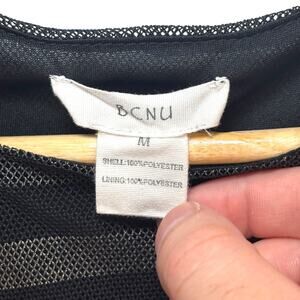 BCNU
M
SHELL:100%POLYESTER
LINING:100%POLYESTER